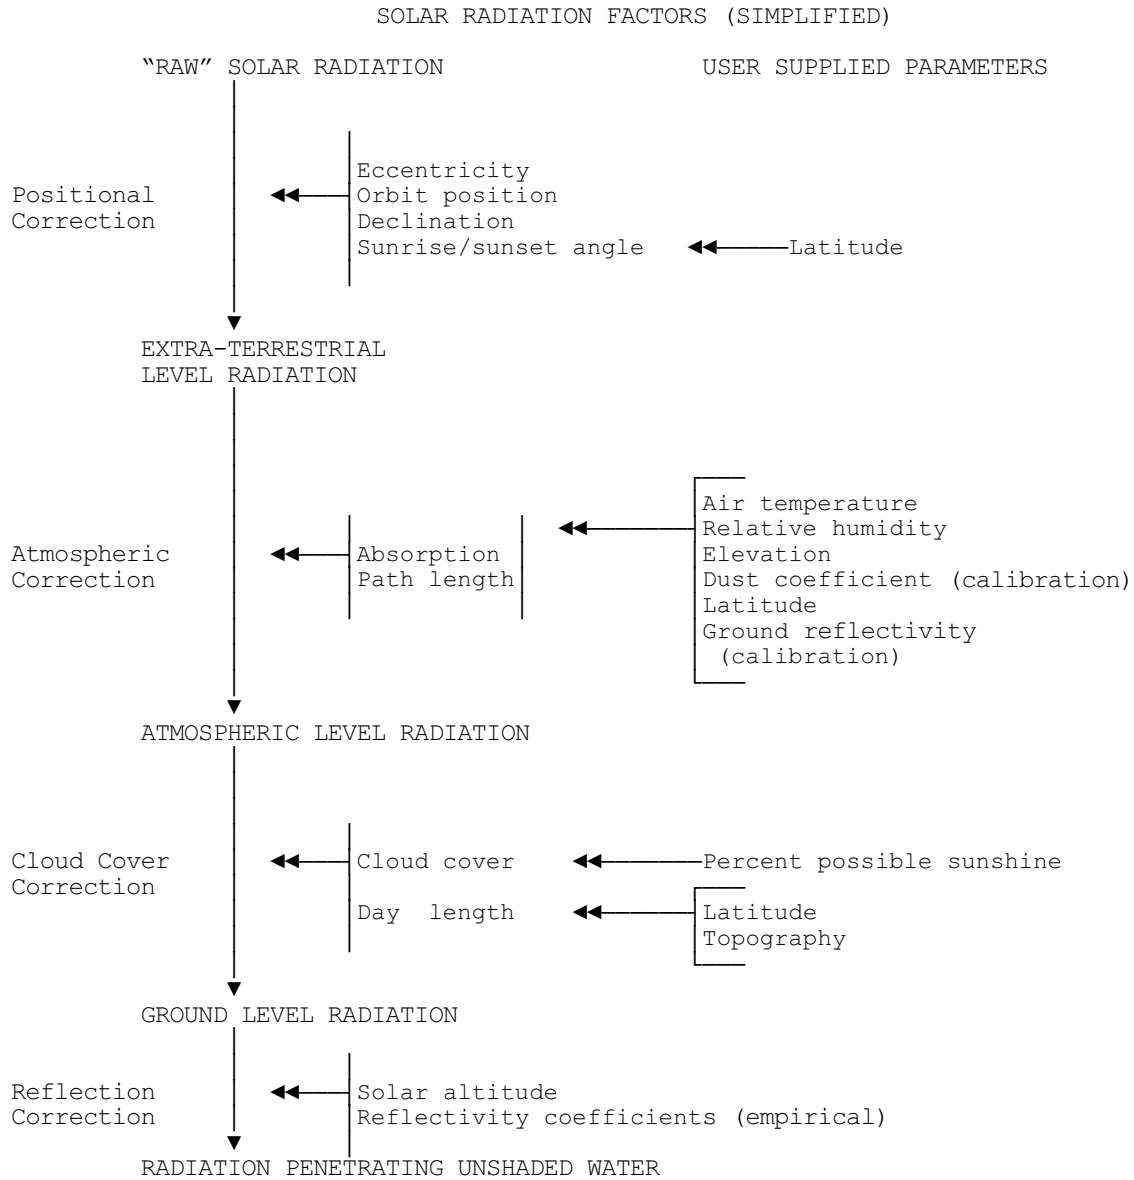 SOLAR RADIATION FACTORS (SIMPLIFIED)
“RAW” SOLAR RADIATION USER SUPPLIED PARAMETERS
Eccentricity
Positional Orbit position
Correction Declination
Sunrise/sunset angle Latitude
EXTRA-TERRESTRIAL
LEVEL RADIATION
Air temperature
Relative humidity
Atmospheric Absorption Elevation
Correction Path length Dust coefficient (calibration)
Latitude
Ground reflectivity
(calibration)
ATMOSPHERIC LEVEL RADIATION
Cloud Cover Cloud cover Percent possible sunshine
Correction
Day length Latitude
Topography
GROUND LEVEL RADIATION
Reflection Solar altitude
Correction Reflectivity coefficients (empirical)
RADIATION PENETRATING UNSHADED WATER